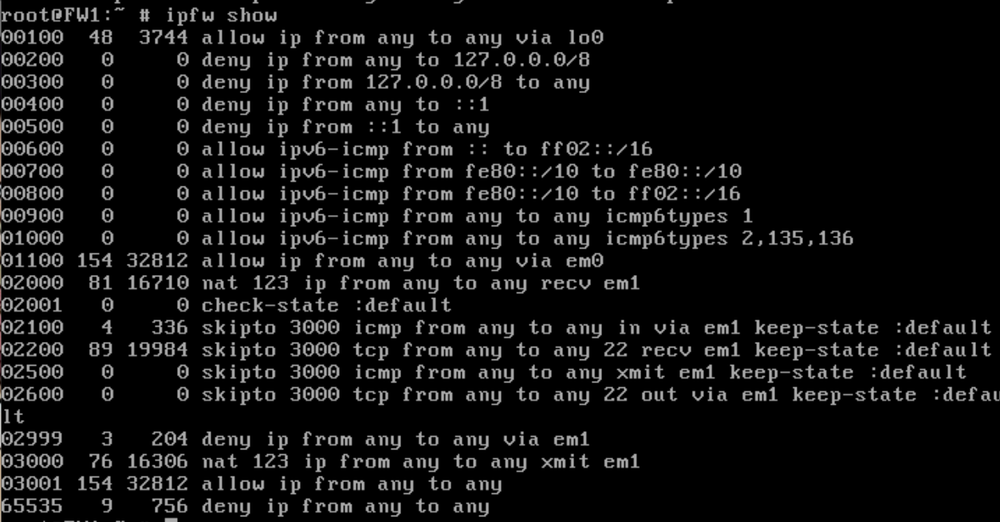 root@FW1:~ # ipfw show
00100 48 3744 allow ip from any to any via lo0
00200 0 0 deny ip from any to 127.0.0.0/8
00300 0 0 deny ip from 127.0.0.0/8 to any
00400 0 0 deny ip from any to ::1
00500 0 0 deny ip from ::1 to any
00600 0 0 allow ipv6-icmp from :: to ff02::/16
00700 0 0 allow ipv6-icmp from fe80::/10 to fe80::/10
00800 0 0 allow ipv6-icmp from fe80::/10 to ff02::/16
00900 0 0 allow ipv6-icmp from any to any icmp6types 1
01000 0 0 allow ipv6-icmp from any to any icmp6types 2,135,136
01100 154 32812 allow ip from any to any via em0
02000 81 16710 nat 123 ip from any to any recv em1
02001 0 0 check-state :default
02100 4 336 skipto 3000 icmp from any to any in via em1 keep-state :default
02200 89 19984 skipto 3000 tcp from any to any 22 recv em1 keep-state :default
02500 0 0 skipto 3000 icmp from any to any xmit em1 keep-state :default
02600 0 0 skipto 3000 tcp from any to any 22 out via em1 keep-state :defau
lt
02999 3 204 deny ip from any to any via em1
03000 76 16306 nat 123 ip from any to any xmit em1
03001 154 32812 allow ip from any to any
65535 9 756 deny ip from any to any